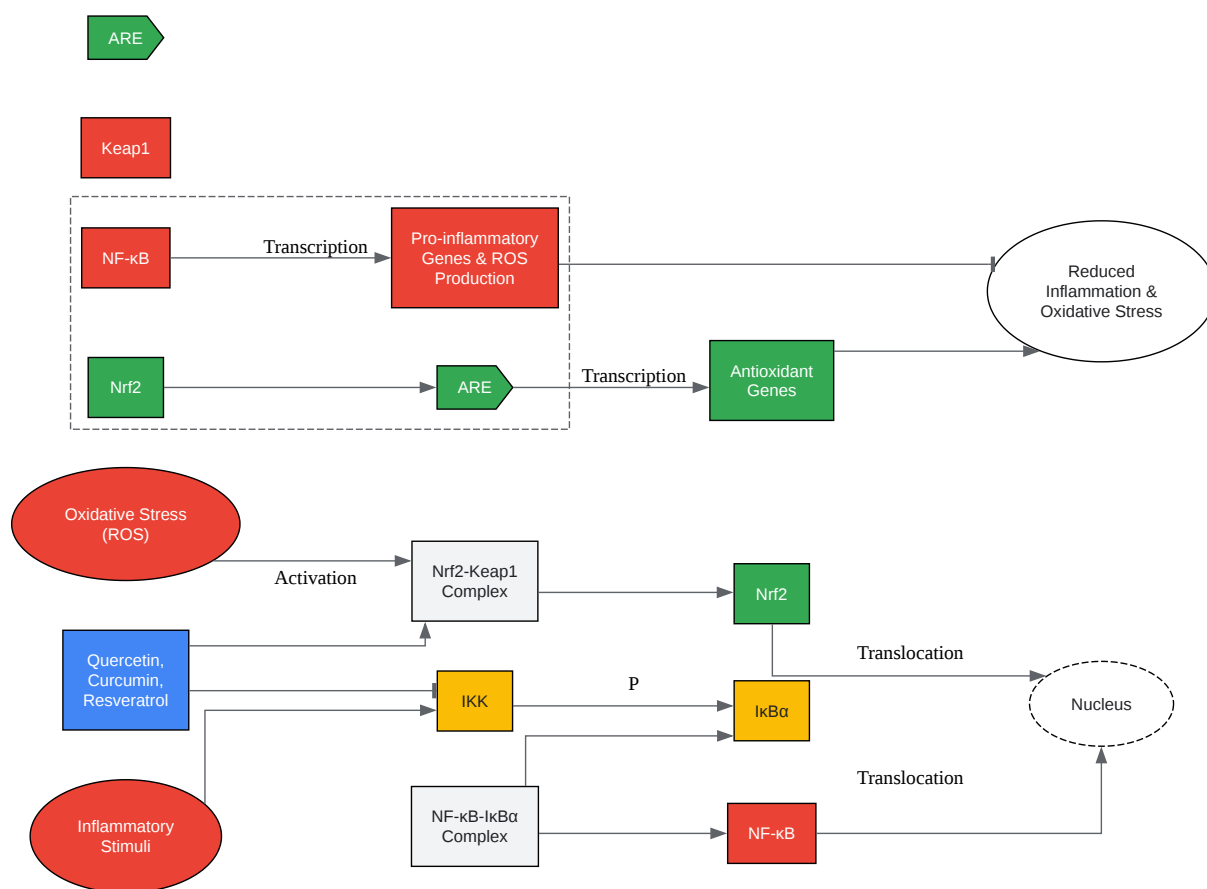 ARE
Keap1
NF-κB
Transcription
Pro-inflammatory
Genes & ROS
Production
Reduced
Inflammation &
Oxidative Stress
Nrf2
ARE
Transcription
Antioxidant
Genes
Oxidative Stress
(ROS)
Activation
Nrf2-Keap1
Complex
Nrf2
Quercetin,
Curcumin,
Resveratrol
IKK
P
IκBα
Translocation
Nucleus
Inflammatory
Stimuli
NF-κB-IκBα
Complex
NF-κB
Translocation